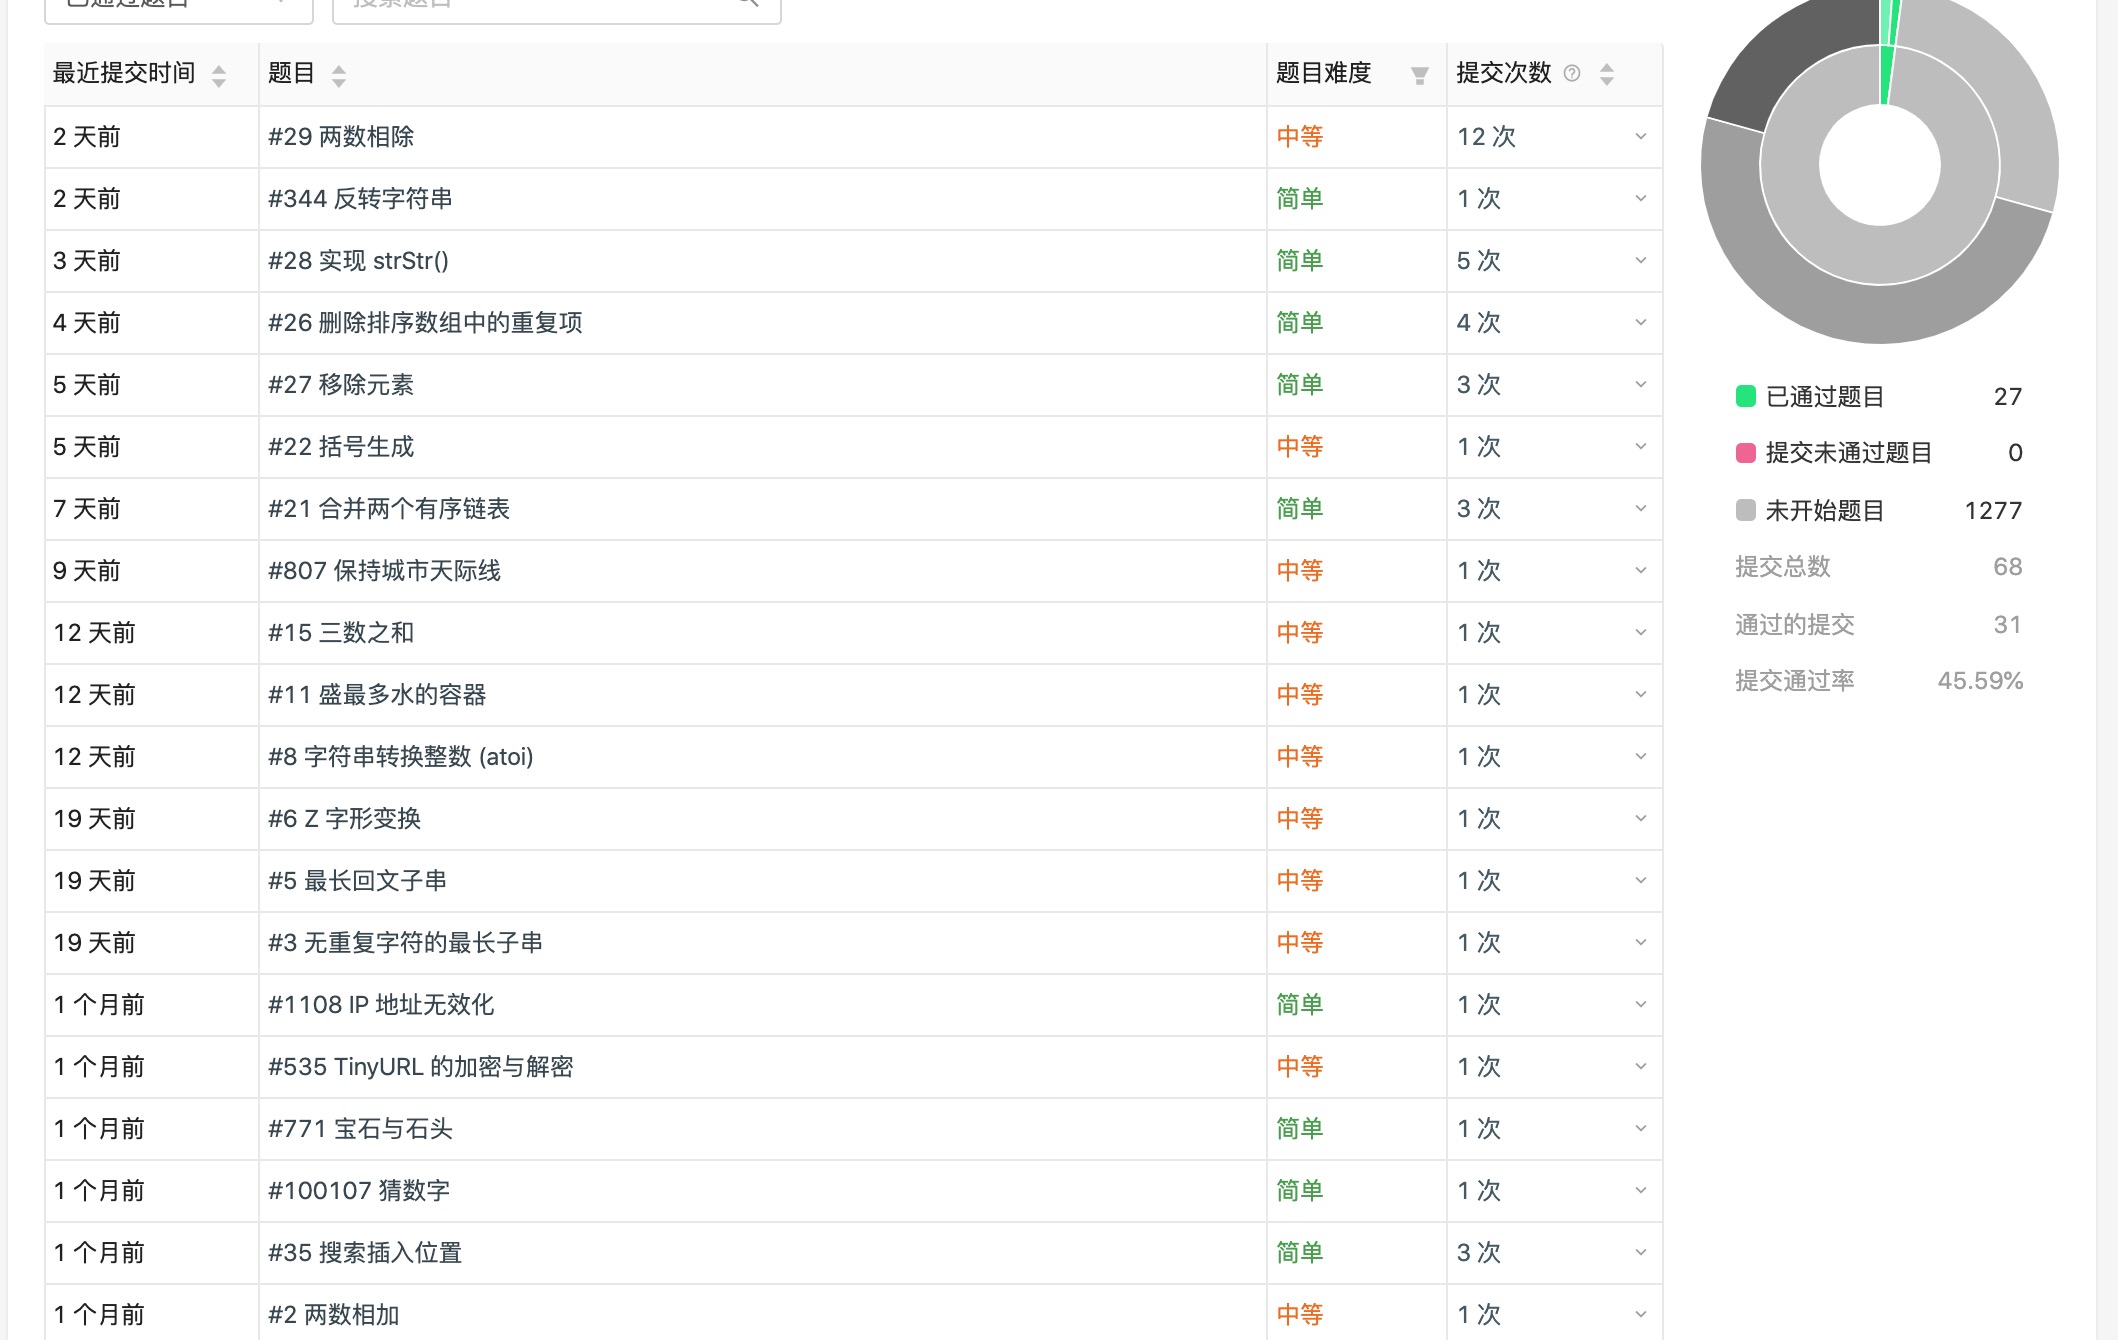 已通过题目 搜索题目
最近提交时间 题目 题目难度 提交次数
2 天前 #29 两数相除 中等 12 次
2 天前 #344 反转字符串 简单 1 次
3 天前 #28 实现 strStr() 简单 5 次
4 天前 #26 删除排序数组中的重复项 简单 4 次
5 天前 #27 移除元素 简单 3 次
5 天前 #22 括号生成 中等 1 次
7 天前 #21 合并两个有序链表 简单 3 次
9 天前 #807 保持城市天际线 中等 1 次
12 天前 #15 三数之和 中等 1 次
12 天前 #11 盛最多水的容器 中等 1 次
12 天前 #8 字符串转换整数 (atoi) 中等 1 次
19 天前 #6 Z 字形变换 中等 1 次
19 天前 #5 最长回文子串 中等 1 次
19 天前 #3 无重复字符的最长子串 中等 1 次
1 个月前 #1108 IP 地址无效化 简单 1 次
1 个月前 #535 TinyURL 的加密与解密 中等 1 次
1 个月前 #771 宝石与石头 简单 1 次
1 个月前 #100107 猜数字 简单 1 次
1 个月前 #35 搜索插入位置 简单 3 次
1 个月前 #2 两数相加 中等 1 次
已通过题目 27
提交未通过题目 0
未开始题目 1277
提交总数 68
通过的提交 31
提交通过率 45.59%